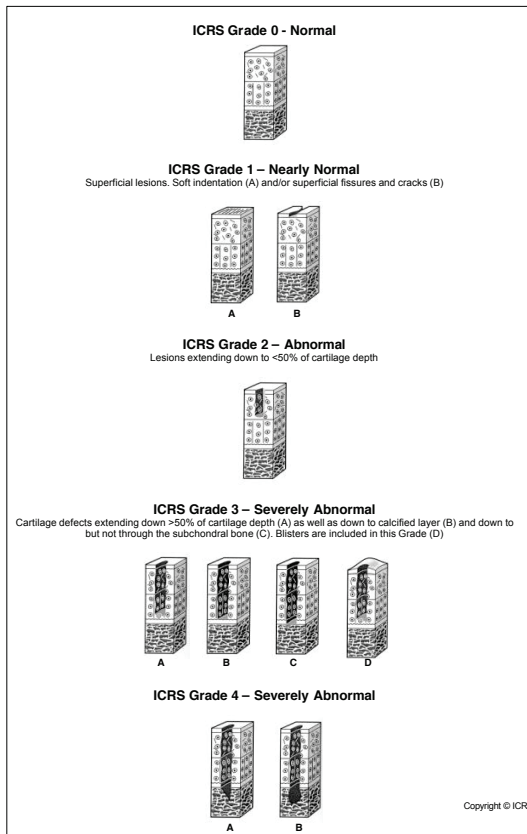 ICRS Grade 0 - Normal
ICRS Grade 1 – Nearly Normal
Superficial lesions. Soft indentation (A) and/or superficial fissures and cracks (B)
A B
ICRS Grade 2 – Abnormal
Lesions extending down to <50% of cartilage depth
ICRS Grade 3 – Severely Abnormal
Cartilage defects extending down >50% of cartilage depth (A) as well as down to calcified layer (B) and down to
but not through the subchondral bone (C). Blisters are included in this Grade (D)
A B C D
ICRS Grade 4 – Severely Abnormal
A B
Copyright © ICRS